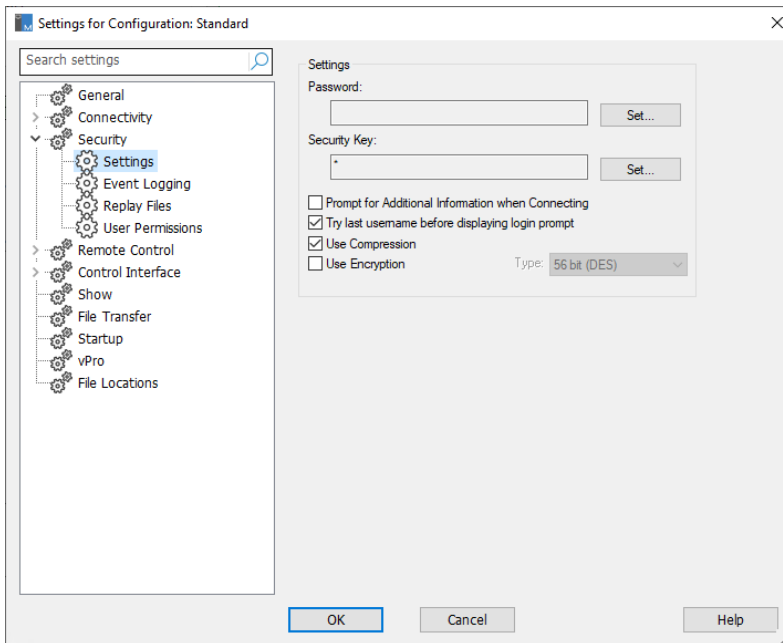 Settings for Configuration: Standard
Search settings
General
Connectivity
Security
Settings
Event Logging
Replay Files
User Permissions
Remote Control
Control Interface
Show
File Transfer
Startup
vPro
File Locations
Settings
Password:
Set...
Security Key:
*
Set...
Prompt for Additional Information when Connecting
Try last username before displaying login prompt
Use Compression
Use Encryption Type: 56 bit (DES)
OK Cancel Help